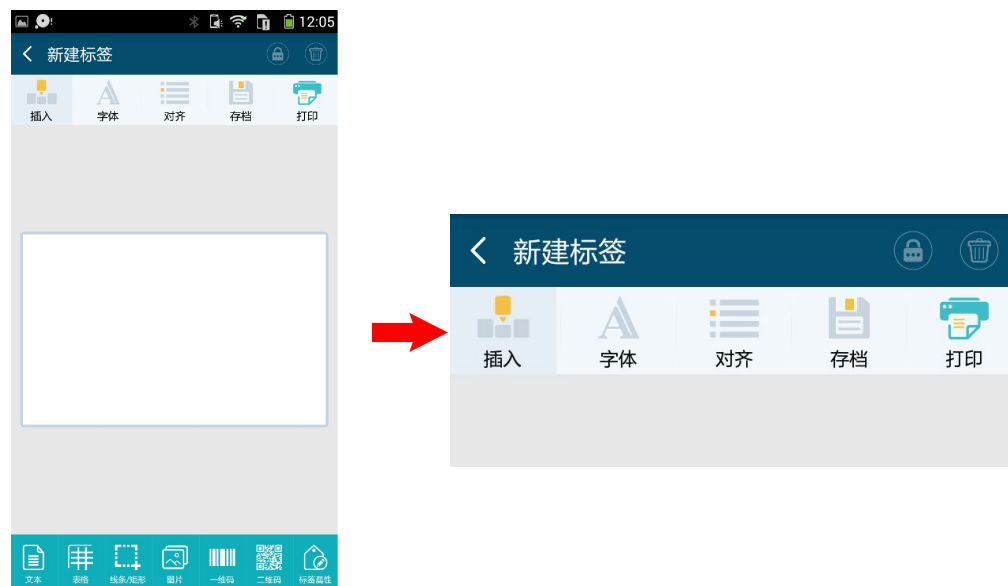 12:05
新建标签
插入 字体 对齐 存档 打印
文本 表格 线条/矩形 图片 一维码 二维码 标签属性
新建标签
插入 字体 对齐 存档 打印